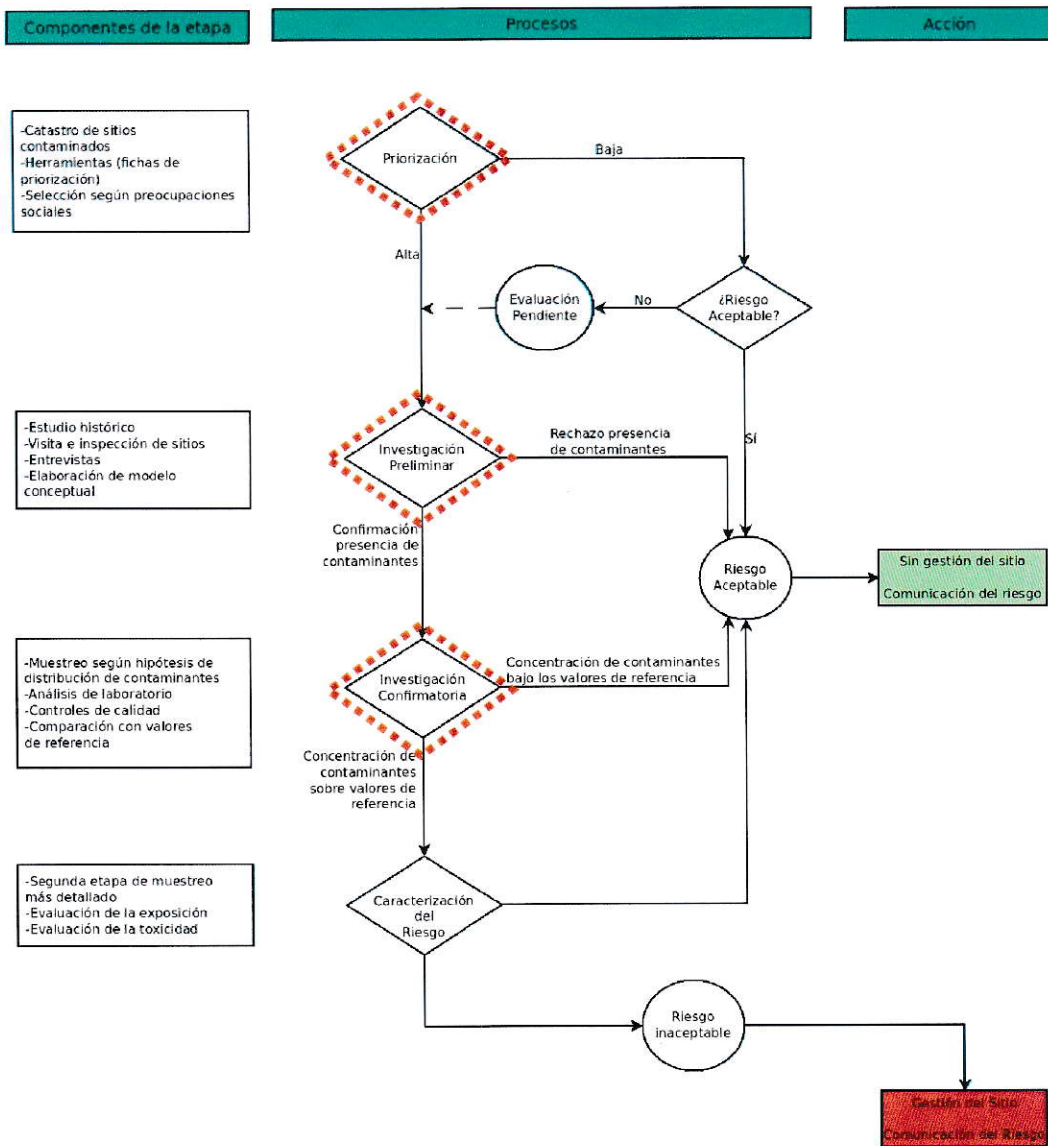 Componentes de la etapa
Procesos
Acción
-Catastro de sitios
contaminados
-Herramientas (fichas de
priorización)
-Selección según preocupaciones
sociales
Priorización
Baja
Alta
Evaluación
Pendiente
No
¿Riesgo
Aceptable?
Sí
-Estudio histórico
-Visita e inspección de sitios
-Entrevistas
-Elaboración de modelo
conceptual
Investigación
Preliminar
Rechazo presencia
de contaminantes
Confirmación
presencia de
contaminantes
Riesgo
Aceptable
Sin gestión del sitio
Comunicación del riesgo
-Muestreo según hipótesis de
distribución de contaminantes
-Análisis de laboratorio
-Controles de calidad
-Comparación con valores
de referencia
Investigación
Confirmatoria
Concentración de contaminantes
bajo los valores de referencia
Concentración de
contaminantes
sobre valores de
referencia
-Segunda etapa de muestreo
más detallado
-Evaluación de la exposición
-Evaluación de la toxicidad
Caracterización
del
Riesgo
Riesgo
inaceptable
Gestión del Sitio
Comunicación del Riesgo